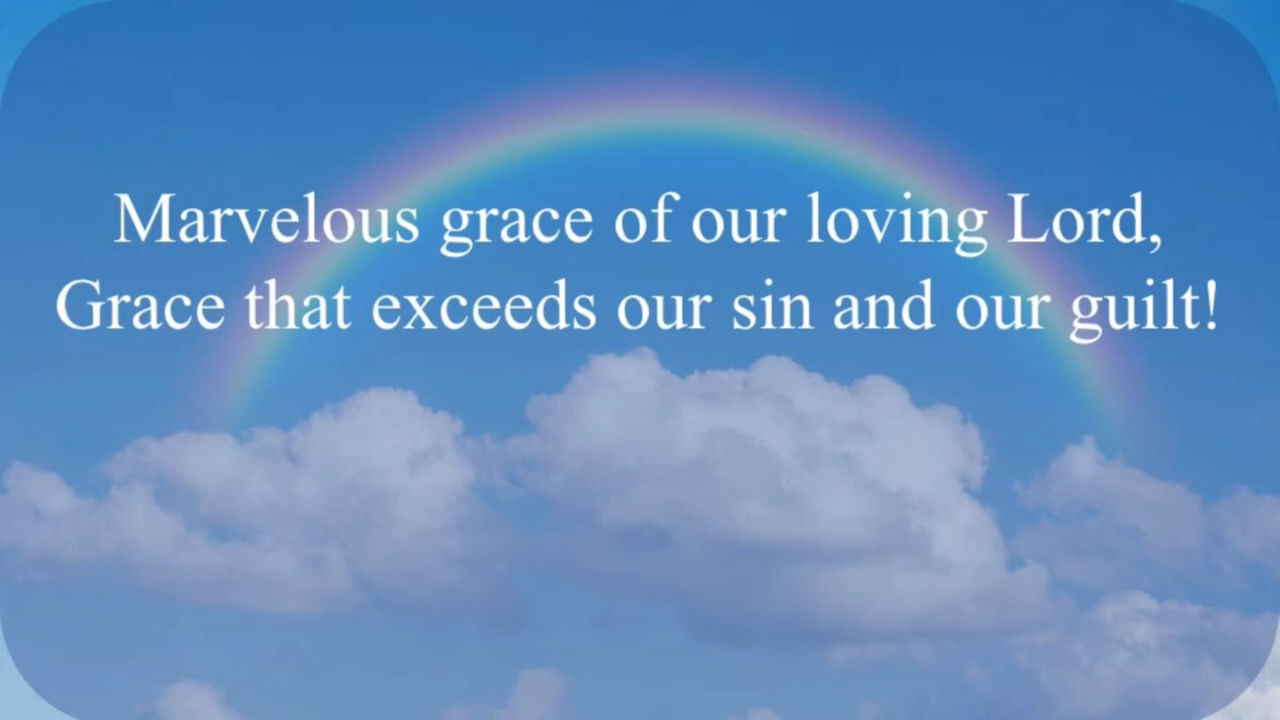 Marvelous grace of our loving Lord,
Grace that exceeds our sin and our guilt!